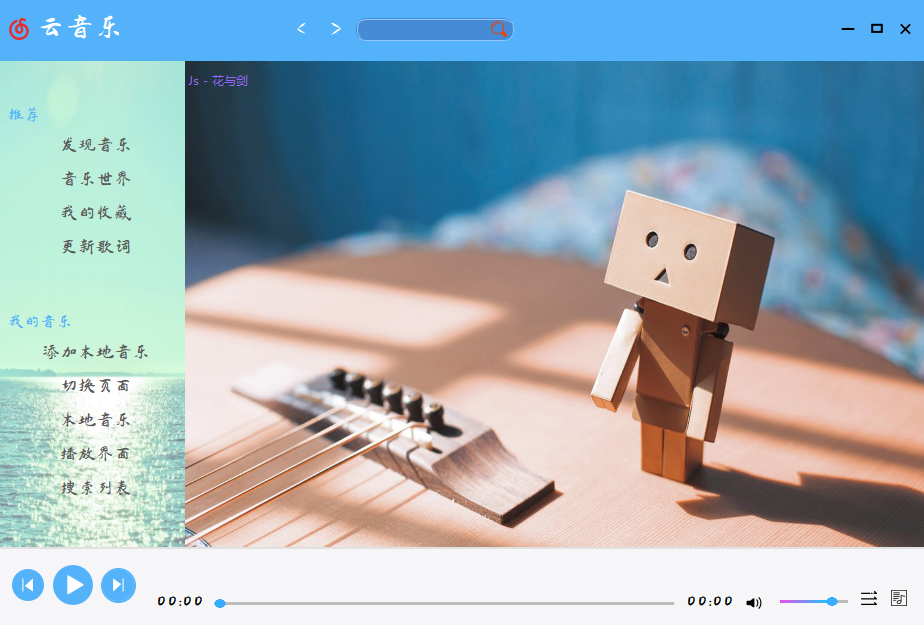 云音乐
< >
Js - 花与剑
推荐
发现音乐
音乐世界
我的收藏
更新歌词
我的音乐
添加本地音乐
切换页面
本地音乐
播放界面
搜索列表
00:00 00:00